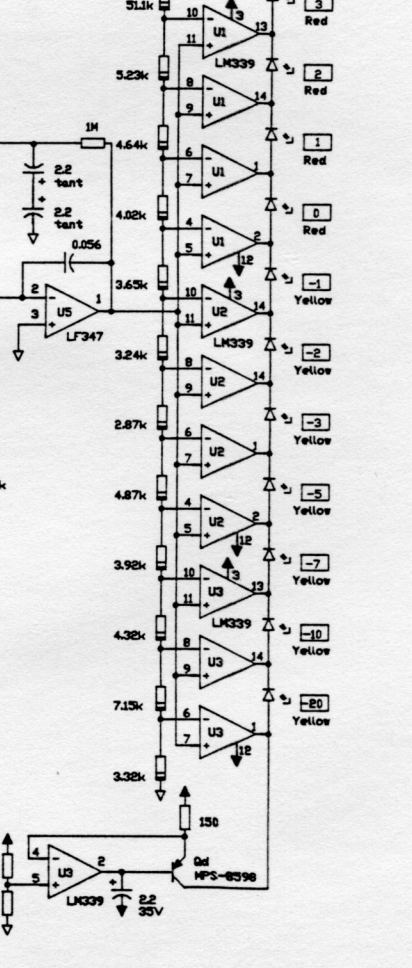 51.1k
10 - U1 3 13
11 +
LM339
3
Red
5.23k
8 - U1 14
9 +
2
Red
1M
4.64k
6 - U1 1
7 +
1
Red
2.2
tant
2.2
tant
4.02k
4 - U1 2
5 + 12
0
Red
0.056
3.65k
10 - U2 3 14
11 +
LM339
-1
Yellow
2 - U5 1
3 +
LF347
3.24k
8 - U2 14
9 +
-2
Yellow
2.87k
6 - U2 1
7 +
-3
Yellow
k
4.87k
4 - U2 2
5 + 12
-5
Yellow
3.92k
10 - U3 3 13
11 +
LM339
-7
Yellow
4.32k
8 - U3 14
9 +
-10
Yellow
7.15k
6 - U3 1
7 + 12
-20
Yellow
3.32k
150
4 - U3 2
5 +
LM339
+
2.2
35V
Qd
MPS-8598